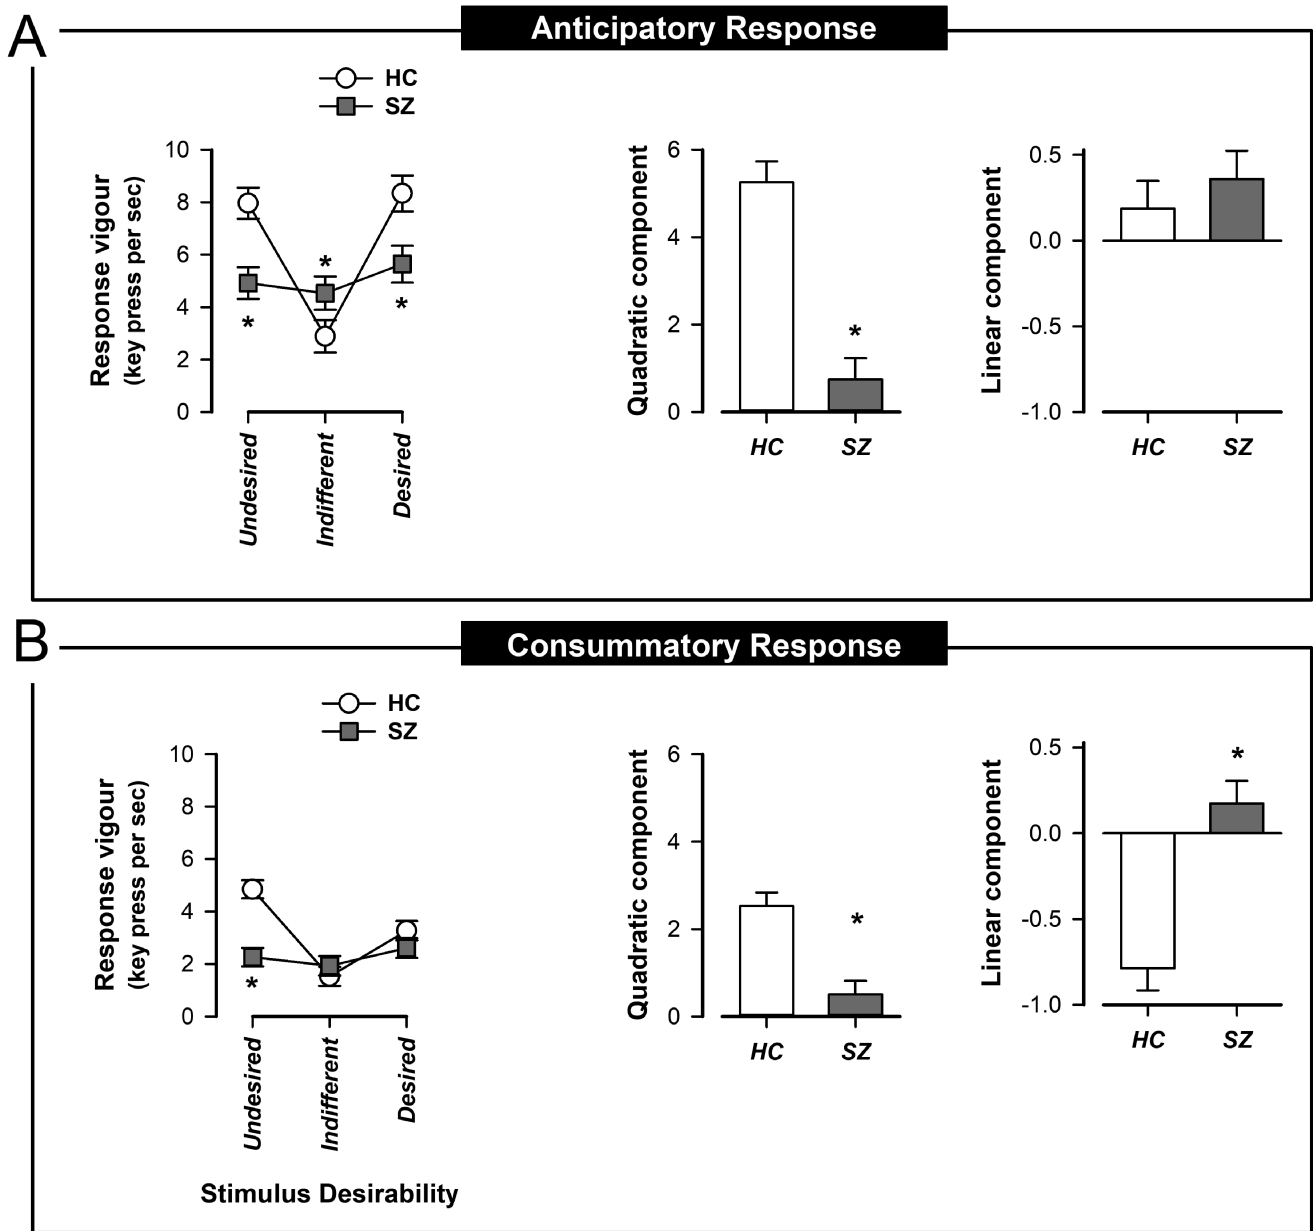 A
Anticipatory Response
HC
SZ
Response vigour
(key press per sec)
10
8
6
4
2
0
*
*
*
Undesired
Indifferent
Desired
Quadratic component
6
4
2
0
*
HC
SZ
Linear component
0.5
0.0
-0.5
-1.0
HC
SZ
B
Consummatory Response
HC
SZ
Response vigour
(key press per sec)
10
8
6
4
2
0
*
Undesired
Indifferent
Desired
Stimulus Desirability
Quadratic component
6
4
2
0
*
HC
SZ
Linear component
0.5
0.0
-0.5
-1.0
*
HC
SZ